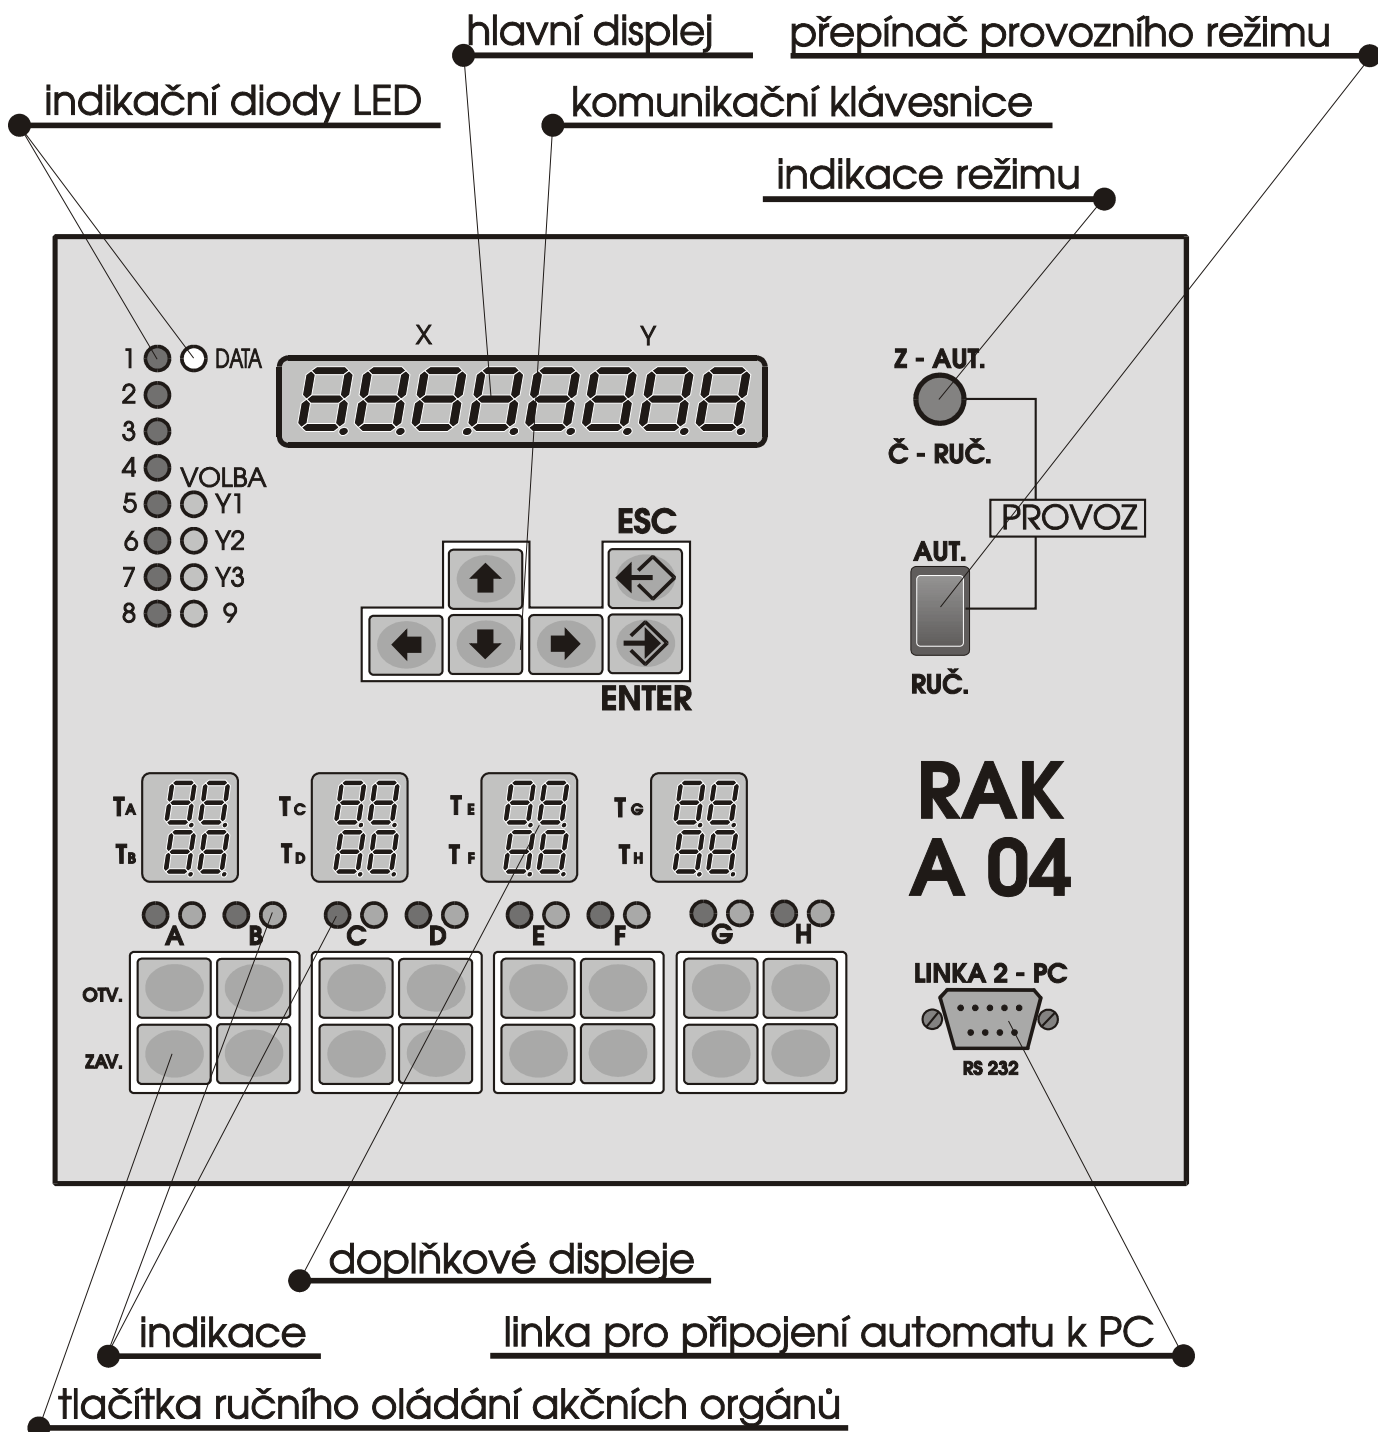 hlavní displej
přepínač provozního režimu
indikační diody LED
komunikační klávesnice
indikace režimu
X Y
1 DATA
2
3
4
VOLBA
5 Y1
6 Y2
7 Y3
8 9
Z - AUT.
Č - RUČ.
PROVOZ
AUT.
RUČ.
ESC
ENTER
TA
TB
TC
TD
TE
TF
TG
TH
RAK
A 04
A B C D E F G H
OTV.
ZAV.
LINKA 2 - PC
RS 232
doplňkové displeje
indikace
linka pro připojení automatu k PC
tlačítka ručního oládání akčních orgánů